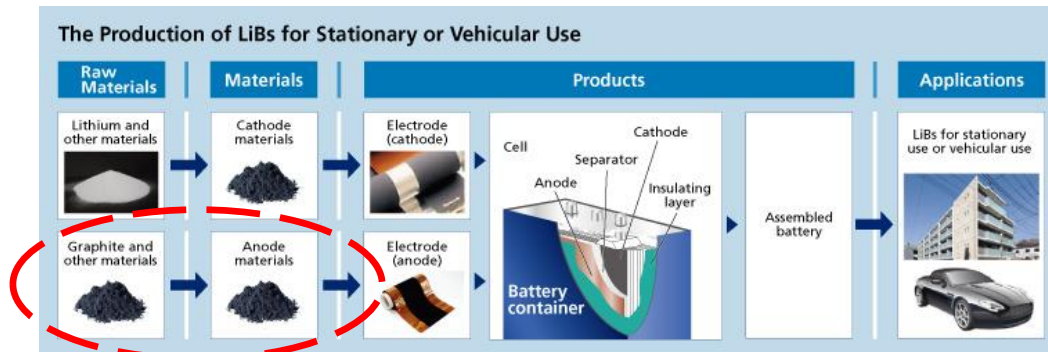 The Production of LiBs for Stationary or Vehicular Use
Raw
Materials
Materials
Products
Applications
Lithium and
other materials
Cathode
materials
Electrode
(cathode)
Cell
Cathode
Separator
Anode
Insulating
layer
Battery
container
Assembled
battery
LiBs for stationary
use or vehicular use
Graphite and
other materials
Anode
materials
Electrode
(anode)